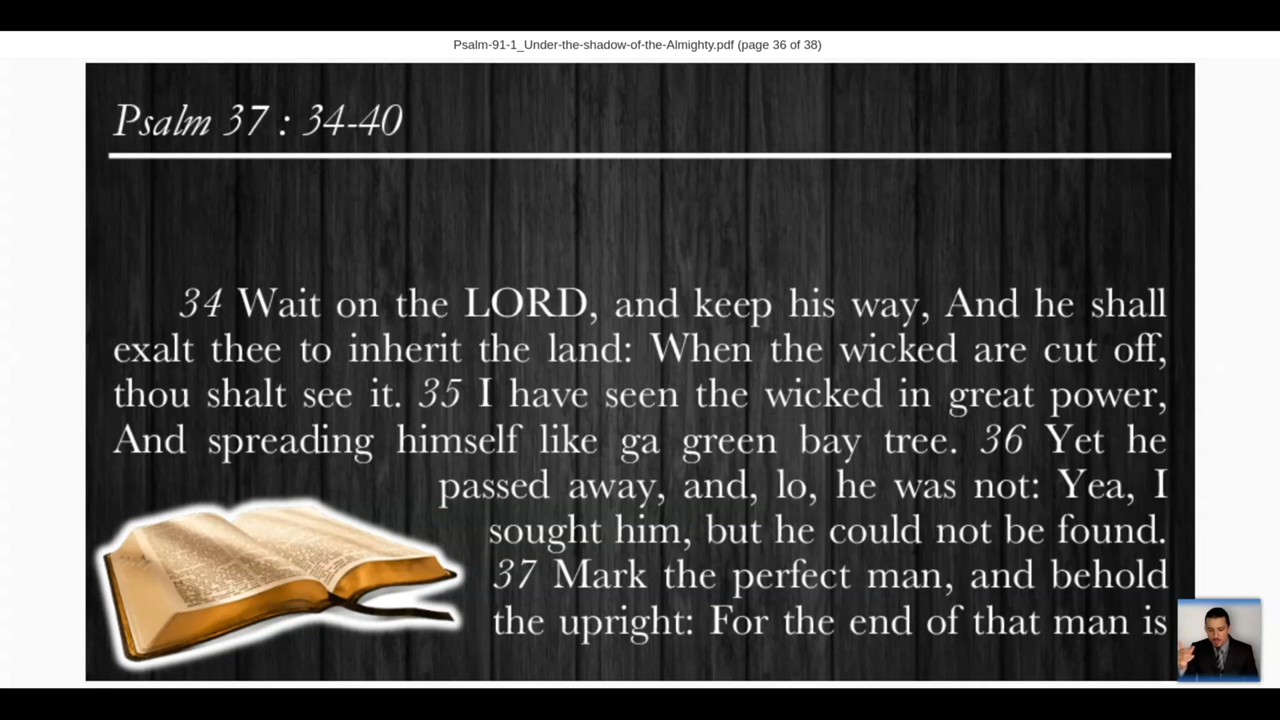 Psalm-91-1_Under-the-shadow-of-the-Almighty.pdf (page 36 of 38)
Psalm 37 : 34-40
34 Wait on the LORD, and keep his way, And he shall
exalt thee to inherit the land: When the wicked are cut off,
thou shalt see it. 35 I have seen the wicked in great power,
And spreading himself like ga green bay tree. 36 Yet he
passed away, and, lo, he was not: Yea, I
sought him, but he could not be found.
37 Mark the perfect man, and behold
the upright: For the end of that man is